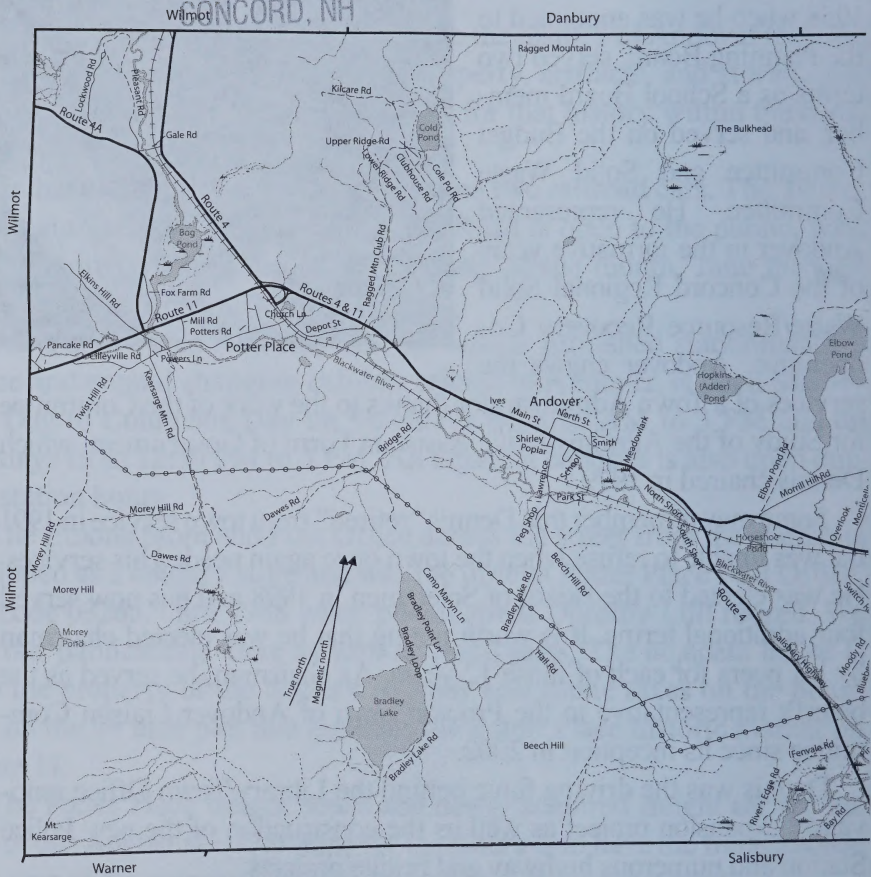 CONCORD, NH
Wilmot
Danbury
Ragged Mountain
Lockwood Rd
Pleasant Rd
Kilcare Rd
Cold
Pond
Route 4A
Gale Rd
Upper Ridge Rd
Lower Ridge Rd
Clubhouse Rd
Cole Pd Rd
The Bulkhead
Wilmot
Route 4
Bog
Pond
Ragged Mtn Club Rd
Elkins Hill Rd
Fox Farm Rd
Route 11
Routes 4 & 11
Mill Rd
Potters Rd
Church Ln
Depot St
Pancake Rd
Cilleyville Rd
Powers Ln
Potter Place
Blackwater River
Elbow
Pond
Hopkins
(Adder)
Pond
Twist Hill Rd
Kearsarge Mtn Rd
Andover
Ives
Main St
North St
Bridge Rd
Shirley
Poplar
Smith
School
Meadowlark
Lawrence
Park St
North Shore
Elbow Pond Rd
Morrill Hill Rd
Morey Hill Rd
Morey Hill Rd
Dawes Rd
Dawes Rd
Peg Shop
South Shore
Horseshoe
Pond
Overlook
Blackwater River
Beech Hill Rd
Bradley Lake Rd
Route 4
Wilmot
Morey Hill
Morey
Pond
True north
Magnetic north
Camp Marlyn Ln
Bradley Point Ln
Bradley Loop
Hall Rd
Salisbury Highway
Moody Rd
Bradley
Lake
Bradley Lake Rd
Beech Hill
Fenvale Rd
River's Edge Rd
Bay Rd
Mt.
Kearsarge
Warner
Salisbury